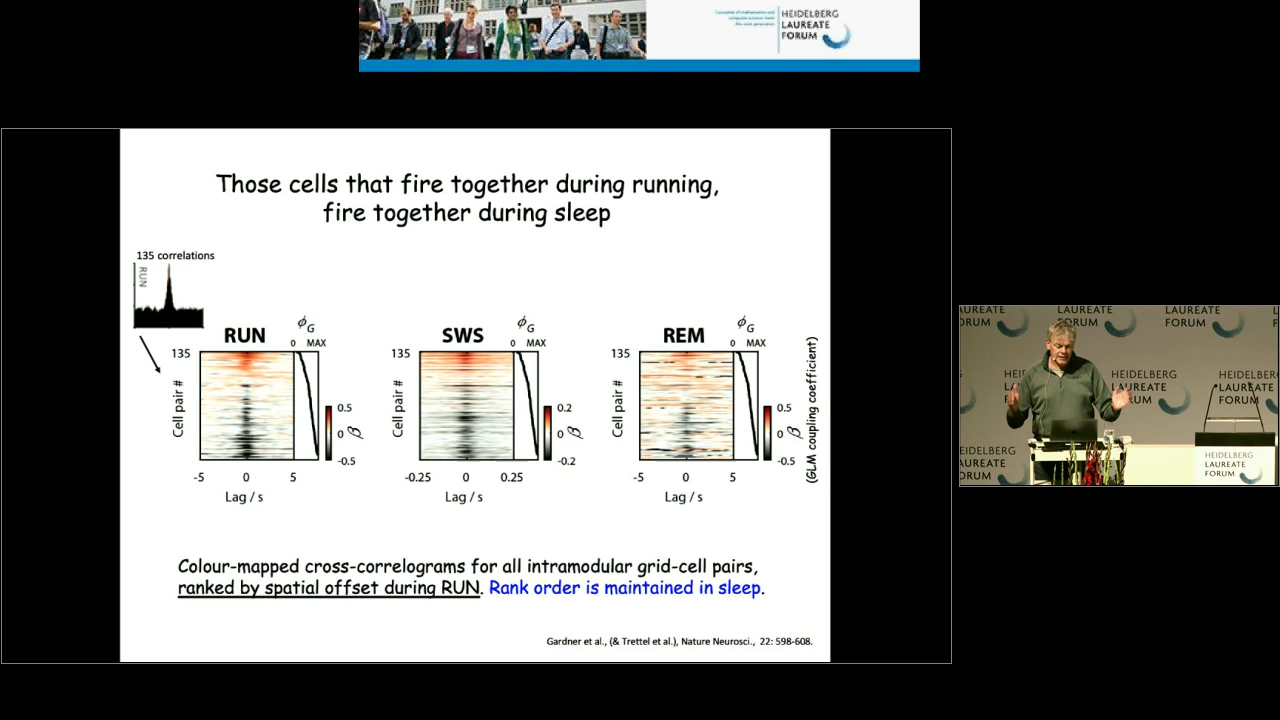 HEIDELBERG
LAUREATE
FORUM
Those cells that fire together during running,
fire together during sleep
135 correlations
RUN
RUN
ϕG
0 MAX
135
Cell pair #
0.5
0
-0.5
β
-5 0 5
Lag / s
SWS
ϕG
0 MAX
135
Cell pair #
0.2
0
-0.2
β
-0.25 0 0.25
Lag / s
REM
ϕG
0 MAX
135
Cell pair #
0.5
0
-0.5
β
-5 0 5
Lag / s
(GLM coupling coefficient)
Colour-mapped cross-correlograms for all intramodular grid-cell pairs,
ranked by spatial offset during RUN. Rank order is maintained in sleep.
Gardner et al., (& Trettel et al.), Nature Neurosci., 22: 598-608.
AUREATE
ORUM
LAUREATE
FORUM
LAUREATE
FORUM
LAUREATE
FORUM
HEIDELBERG
LAUREATE
FORUM
HEIDELBERG
LAUREATE
FORUM
HEIDELBERG
AUREATE
ORUM
HEIDELBERG
LAUREATE
FORUM